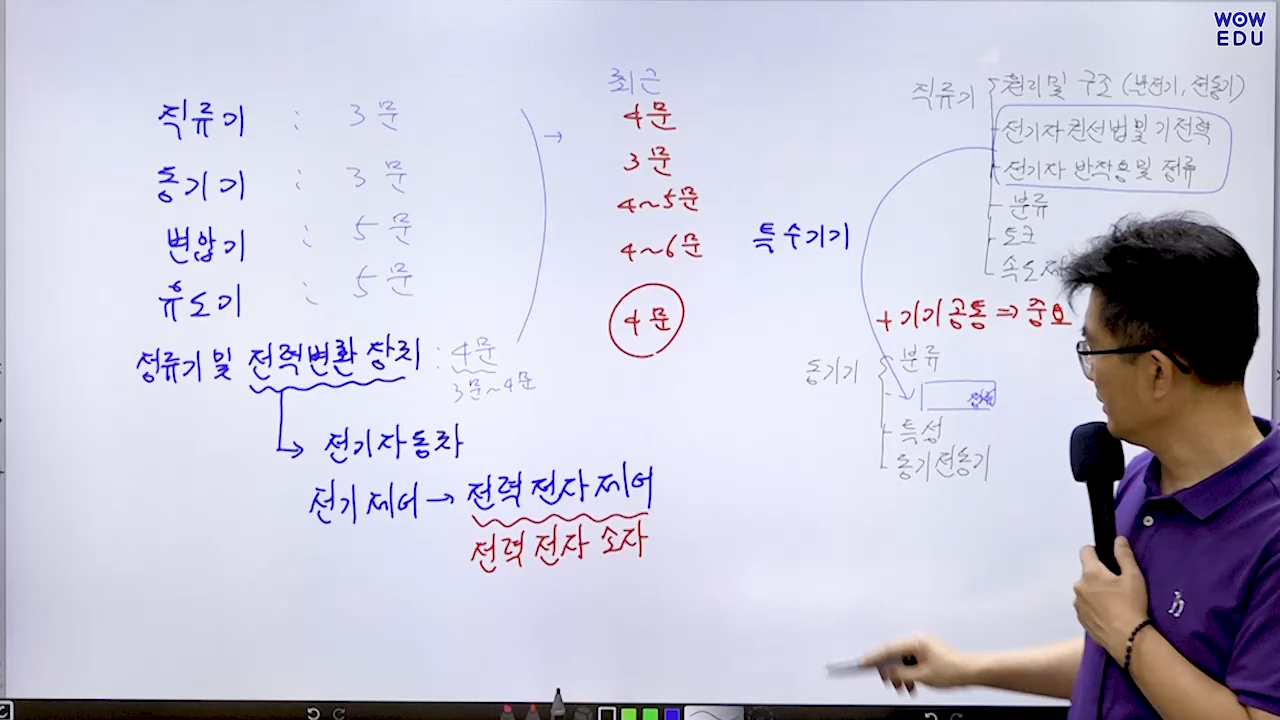 WOW
EDU
최근
직류기 : 3문 → 4문
동기기 : 3문 3문
변압기 : 5문 4~5문
유도기 : 5문 4~6문
정류기 및 전력변환 장치 : 4문 4문
3문~4문
전기자동차
전기 제어 → 전력 전자 제어
전력 전자 소자
특수기기
직류기
원리 및 구조 (발전기, 전동기)
전기자 권선법 및 기전력
전기자 반작용 및 정류
분류
토크
속도제
+ 기기 공통 ⇒ 중요
동기기
분류
특성
동기전동기